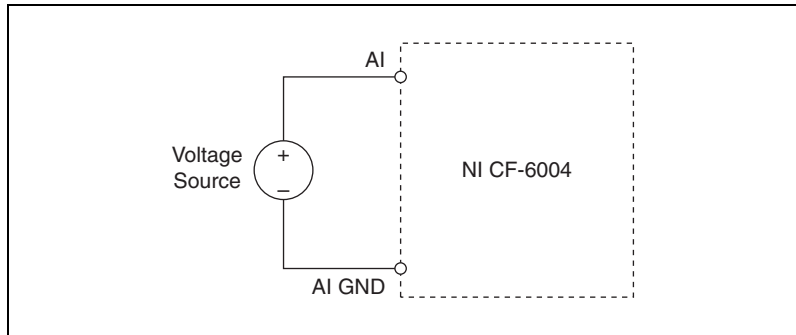 AI
Voltage
Source
+
–
NI CF-6004
AI GND